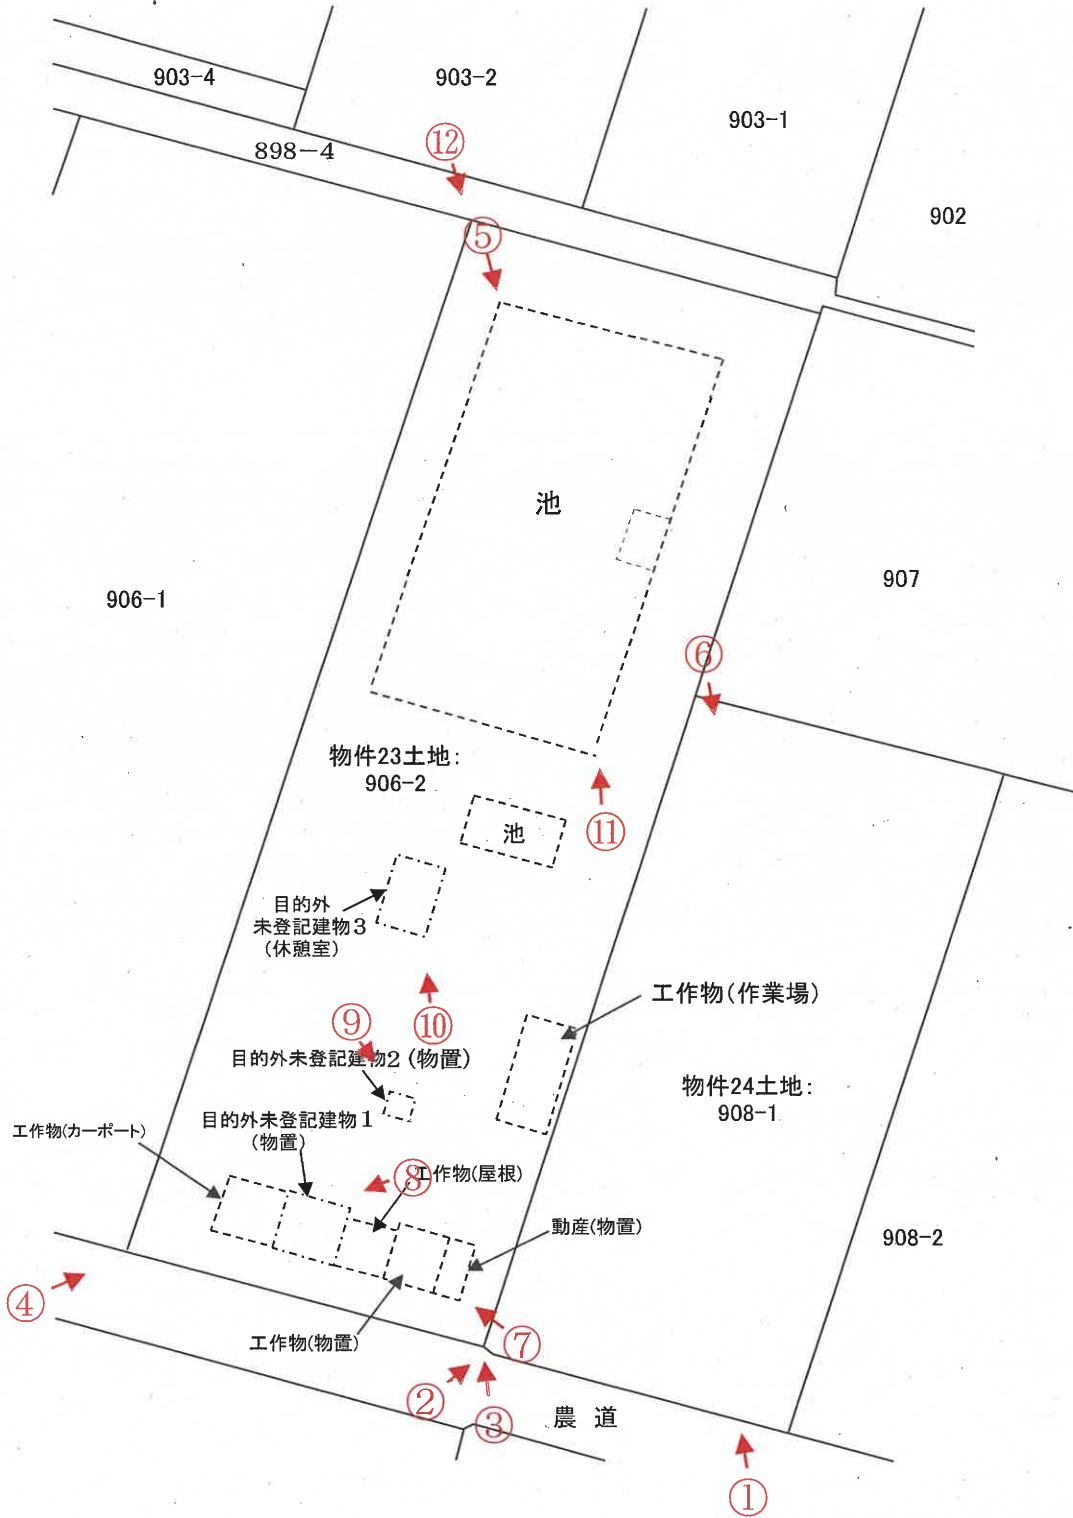 903-4
903-2
903-1
⑫
898-4
902
⑤
池
907
906-1
⑥
物件23土地:
906-2
⑪
池
目的外
未登記建物3
(休憩室)
工作物(作業場)
⑨
⑩
目的外未登記建物2(物置)
物件24土地:
908-1
目的外未登記建物1
(物置)
工作物(カーポート)
⑧
工作物(屋根)
動産(物置)
908-2
④
工作物(物置)
⑦
②
③
農道
①